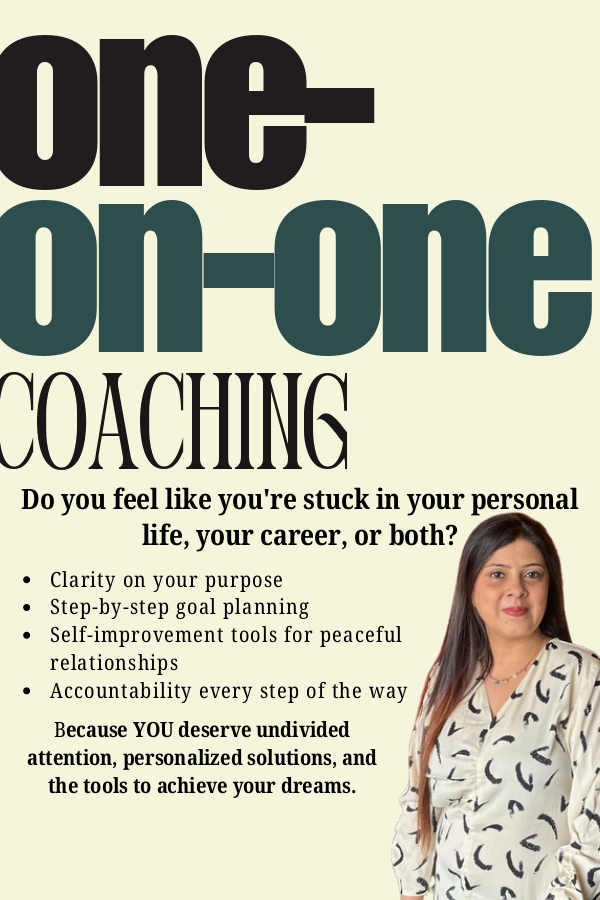 one-
on-one
COACHING
Do you feel like you're stuck in your personal
life, your career, or both?
• Clarity on your purpose
• Step-by-step goal planning
• Self-improvement tools for peaceful
relationships
• Accountability every step of the way
Because YOU deserve undivided
attention, personalized solutions, and
the tools to achieve your dreams.